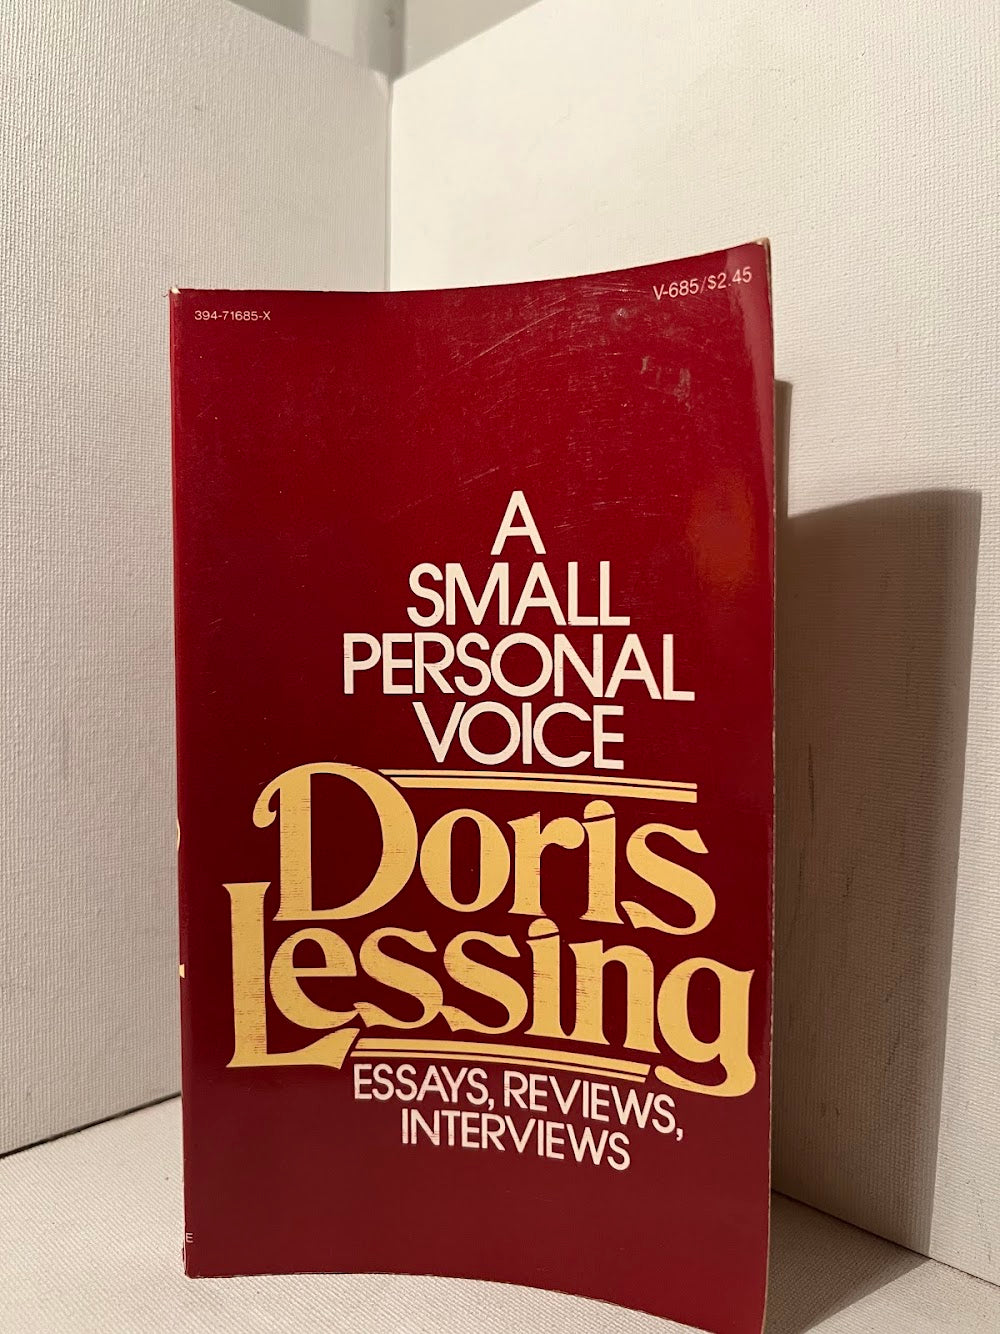 394-71685-X
V-685/$2.45
A
SMALL
PERSONAL
VOICE
Doris
Lessing
ESSAYS, REVIEWS,
INTERVIEWS
E